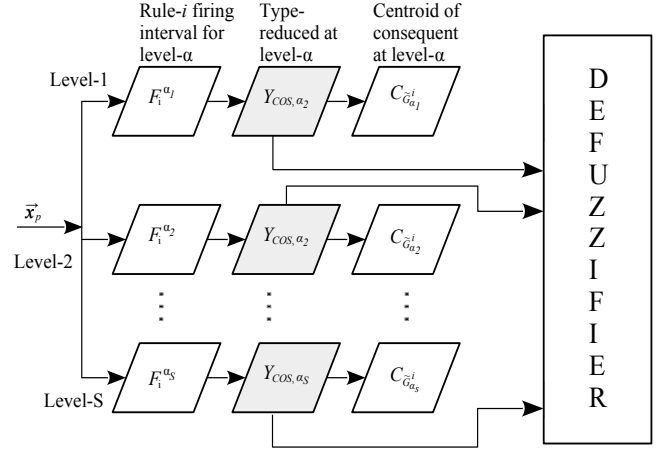 Rule-i firing
interval for
level-α
Type-
reduced at
level-α
Centroid of
consequent
at level-α
Level-1
F_i^{α_1}
Y_{COS, α_2}
C_{G̃^i_{α_1}}
x⃗_p
Level-2
F_i^{α_2}
Y_{COS, α_2}
C_{G̃^i_{α_2}}
Level-S
F_i^{α_S}
Y_{COS, α_S}
C_{G̃^i_{α_s}}
D
E
F
U
Z
Z
I
F
I
E
R